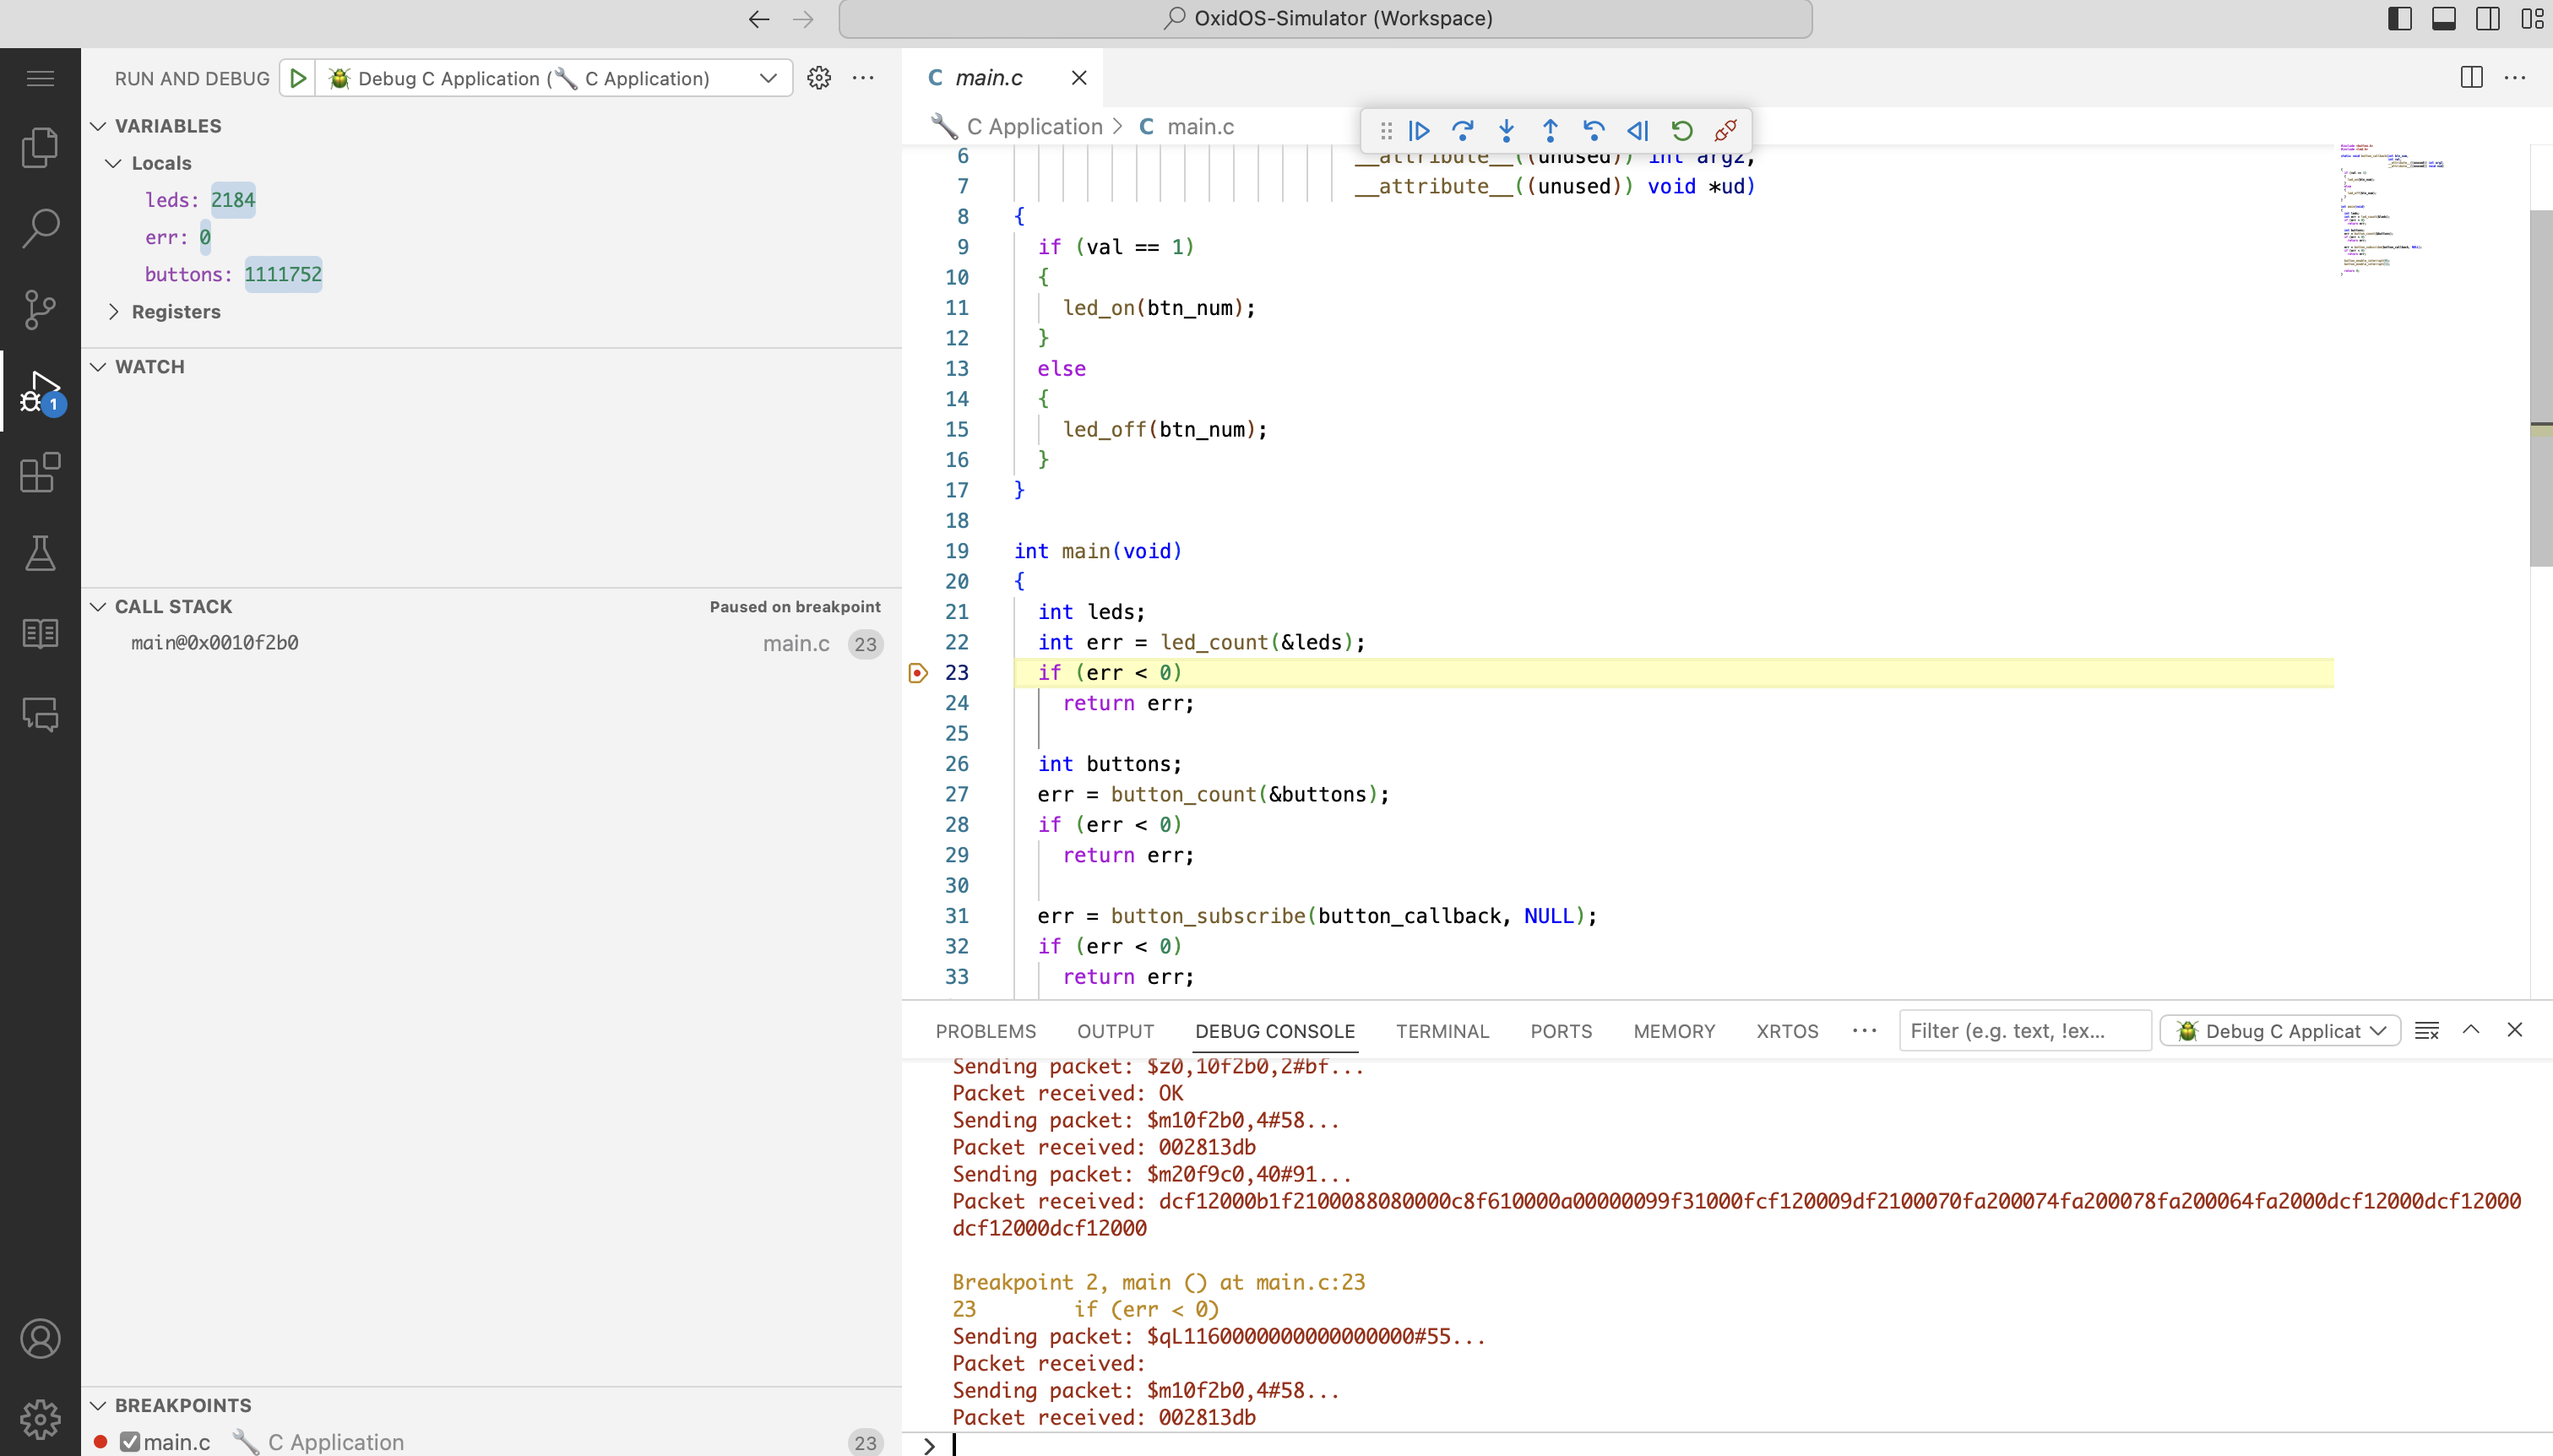 OxidOS-Simulator (Workspace)
RUN AND DEBUG
Debug C Application (🔧 C Application)
VARIABLES
Locals
leds: 2184
err: 0
buttons: 1111752
Registers
WATCH
CALL STACK
Paused on breakpoint
main@0x0010f2b0
main.c 23
BREAKPOINTS
main.c C Application 23
1
C main.c
C Application > C main.c
6 __attribute__((unused)) int arg2,
7 __attribute__((unused)) void *ud)
8 {
9 if (val == 1)
10 {
11 led_on(btn_num);
12 }
13 else
14 {
15 led_off(btn_num);
16 }
17 }
18
19 int main(void)
20 {
21 int leds;
22 int err = led_count(&leds);
23 if (err < 0)
24 return err;
25
26 int buttons;
27 err = button_count(&buttons);
28 if (err < 0)
29 return err;
30
31 err = button_subscribe(button_callback, NULL);
32 if (err < 0)
33 return err;
PROBLEMS OUTPUT DEBUG CONSOLE TERMINAL PORTS MEMORY XRTOS ···
Filter (e.g. text, !ex...
Debug C Applicat
Sending packet: $z0,10f2b0,2#bf...
Packet received: OK
Sending packet: $m10f2b0,4#58...
Packet received: 002813db
Sending packet: $m20f9c0,40#91...
Packet received: dcf12000b1f2100088080000c8f610000a00000099f31000fcf120009df2100070fa200074fa200078fa200064fa2000dcf12000dcf12000
dcf12000dcf12000
Breakpoint 2, main () at main.c:23
23 if (err < 0)
Sending packet: $qL1160000000000000000#55...
Packet received:
Sending packet: $m10f2b0,4#58...
Packet received: 002813db
>